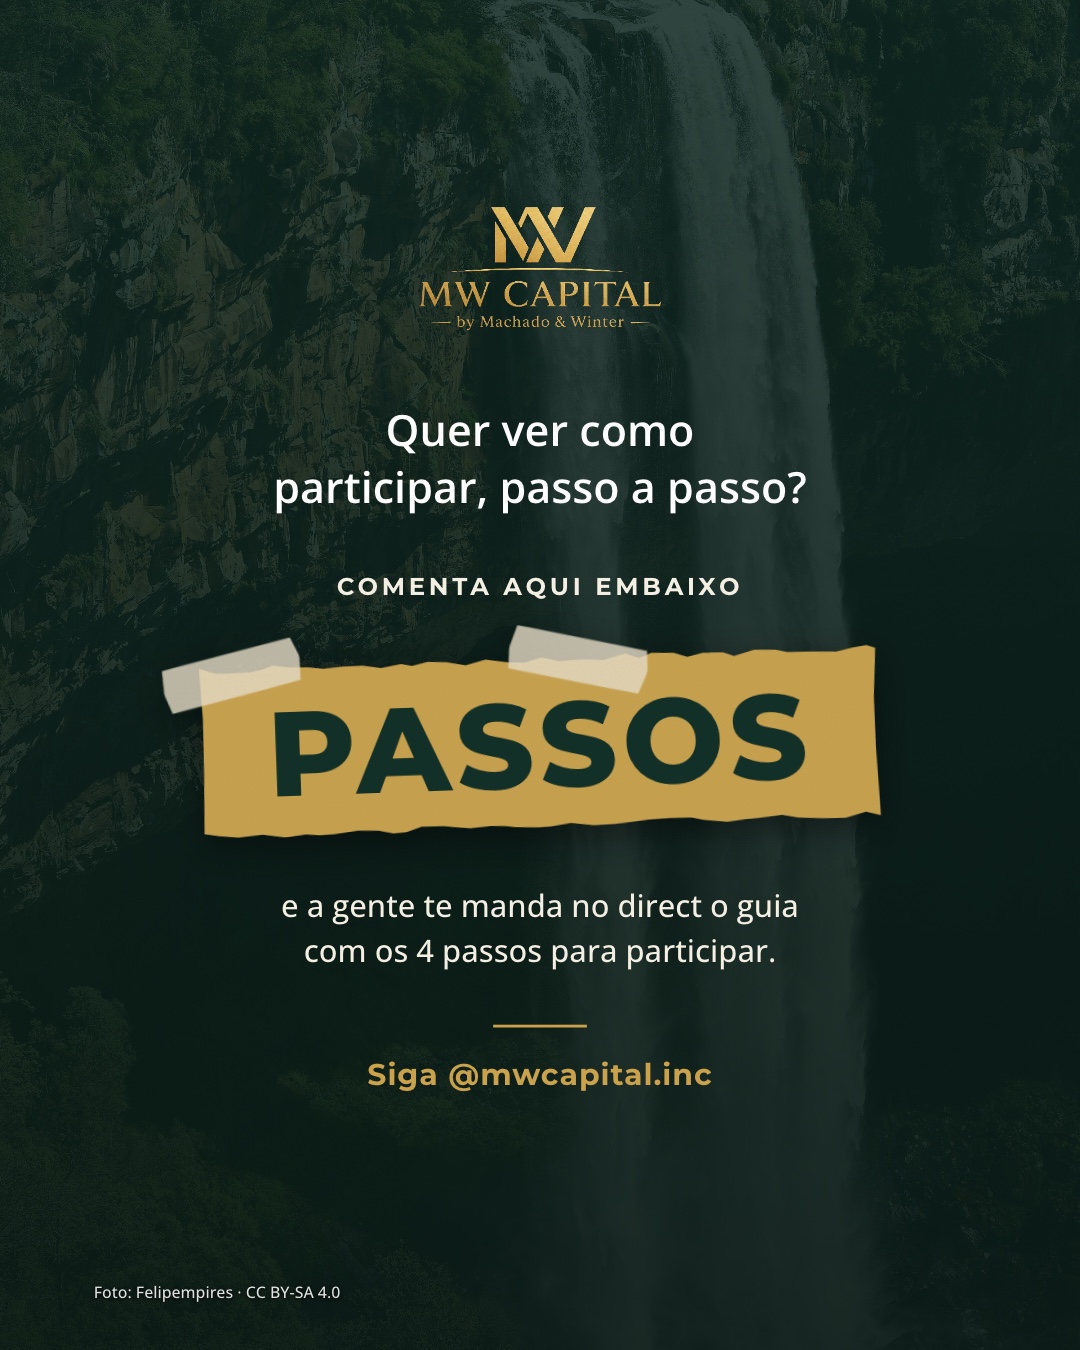 MW
MW CAPITAL
by Machado & Winter
Quer ver como
participar, passo a passo?
COMENTA AQUI EMBAIXO
PASSOS
e a gente te manda no direct o guia
com os 4 passos para participar.
Siga @mwcapital.inc
Foto: Felipempires · CC BY-SA 4.0